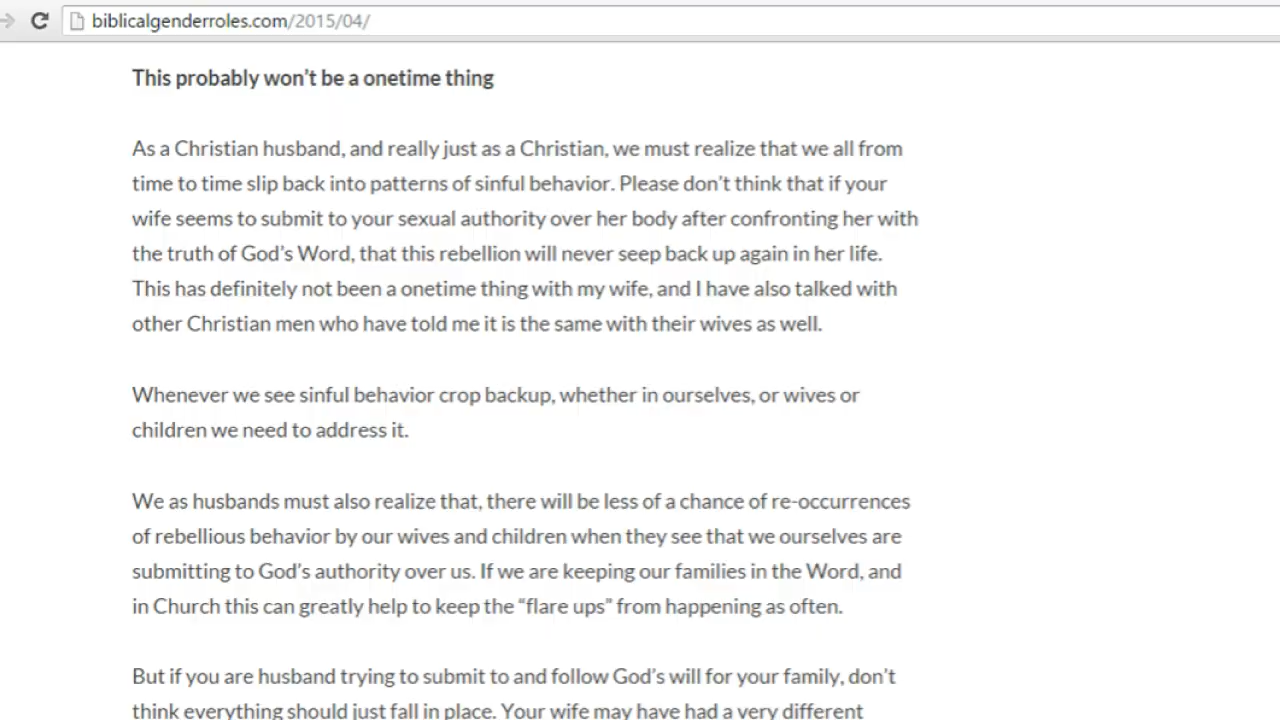 biblicalgenderroles.com/2015/04/
This probably won't be a onetime thing
As a Christian husband, and really just as a Christian, we must realize that we all from
time to time slip back into patterns of sinful behavior. Please don't think that if your
wife seems to submit to your sexual authority over her body after confronting her with
the truth of God's Word, that this rebellion will never seep back up again in her life.
This has definitely not been a onetime thing with my wife, and I have also talked with
other Christian men who have told me it is the same with their wives as well.
Whenever we see sinful behavior crop backup, whether in ourselves, or wives or
children we need to address it.
We as husbands must also realize that, there will be less of a chance of re-occurrences
of rebellious behavior by our wives and children when they see that we ourselves are
submitting to God's authority over us. If we are keeping our families in the Word, and
in Church this can greatly help to keep the “flare ups” from happening as often.
But if you are husband trying to submit to and follow God's will for your family, don't
think everything should just fall in place. Your wife may have had a very different